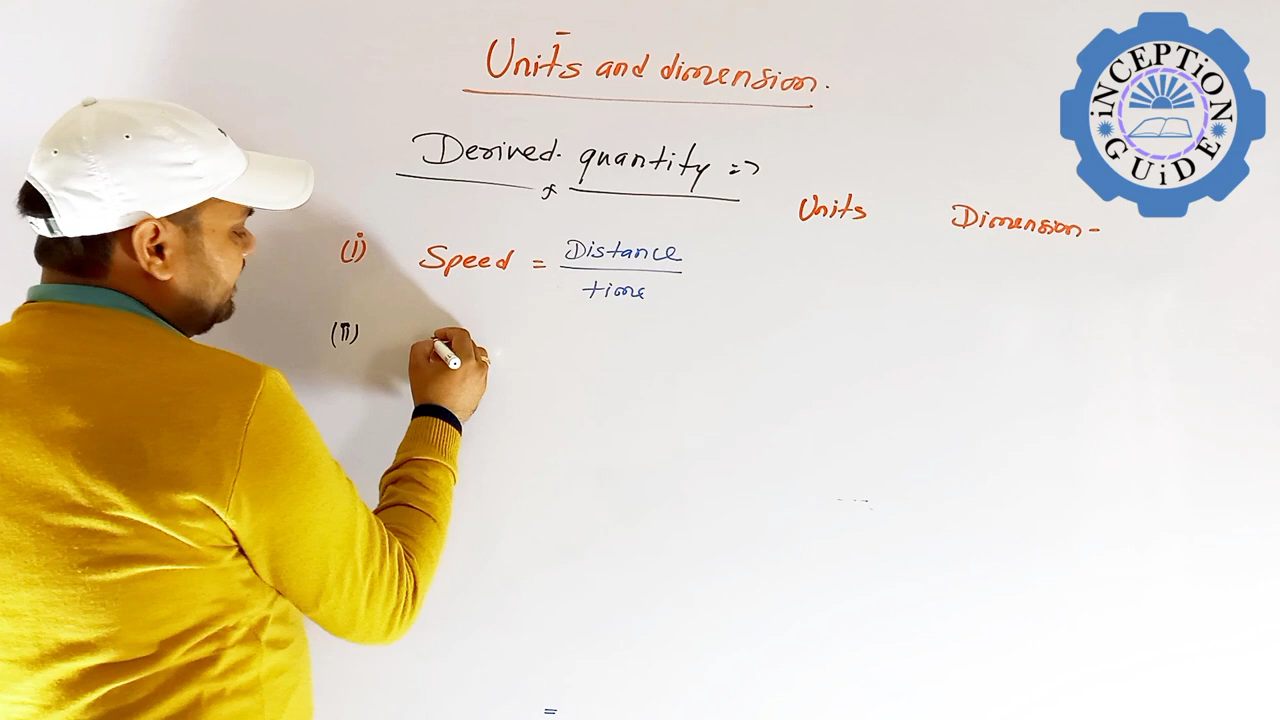 Units and dimension.
Derived. quantity =>
Units Dimension-
(i) Speed = Distance
time
(ii)
=
iNCEPTiON
GUiDE